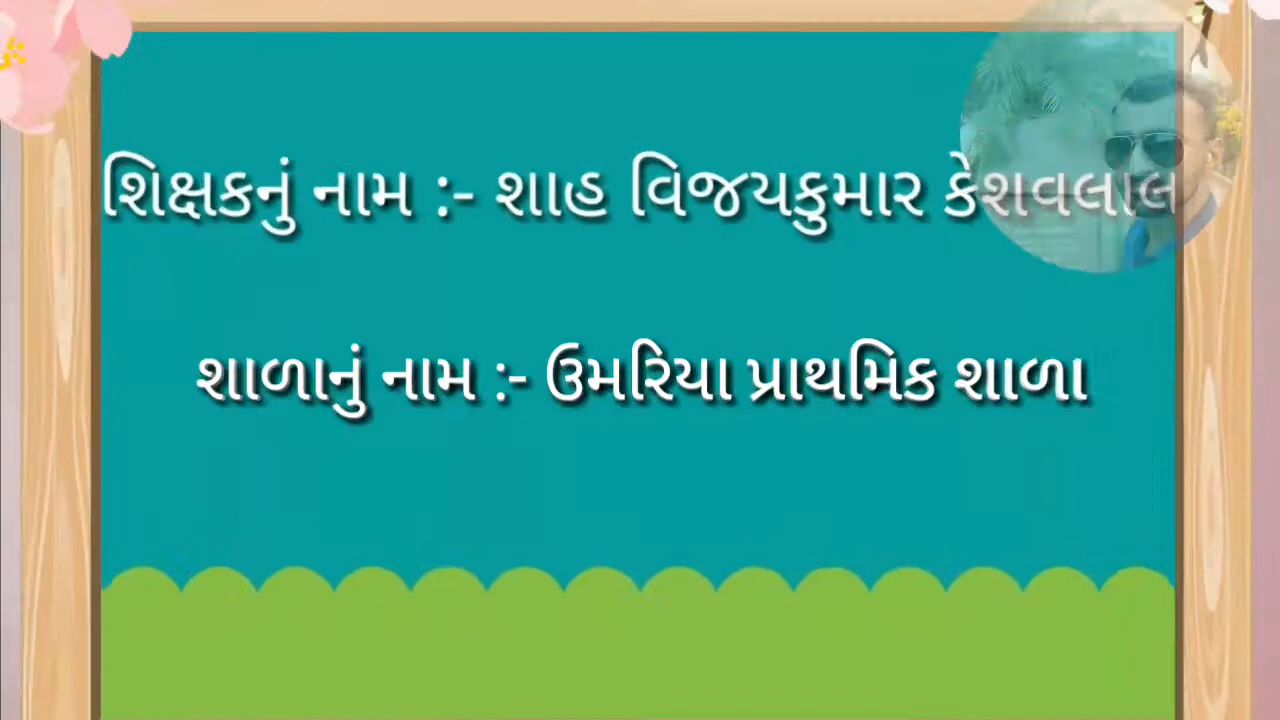 શિક્ષકનું નામ :- શાહ વિજયકુમાર કેશવલાલ
શાળાનું નામ :- ઉમરિયા પ્રાથમિક શાળા